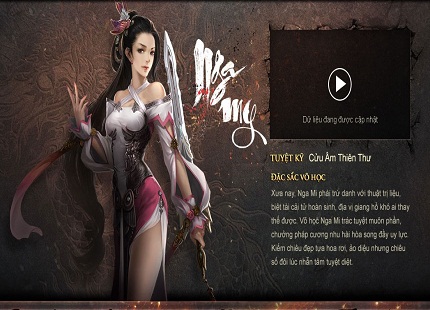 Nga
my
Dữ liệu đang được cập nhật
TUYỆT KỸ Cửu Âm Thiên Thư
ĐẶC SẮC VÕ HỌC
Xưa nay, Nga Mi phái trứ danh với thuật trị liệu,
biệt tài cải tử hoàn sinh, địa vị giang hồ khó ai thay
thế được. Võ học Nga Mi trác tuyệt muôn phần,
chưởng pháp cương nhu hài hòa song đầy uy lực.
Kiếm chiêu đẹp tựa hoa rơi, ảo diệu nhưng chiêu
số đôi lúc nhẫn tâm tuyệt diệt.